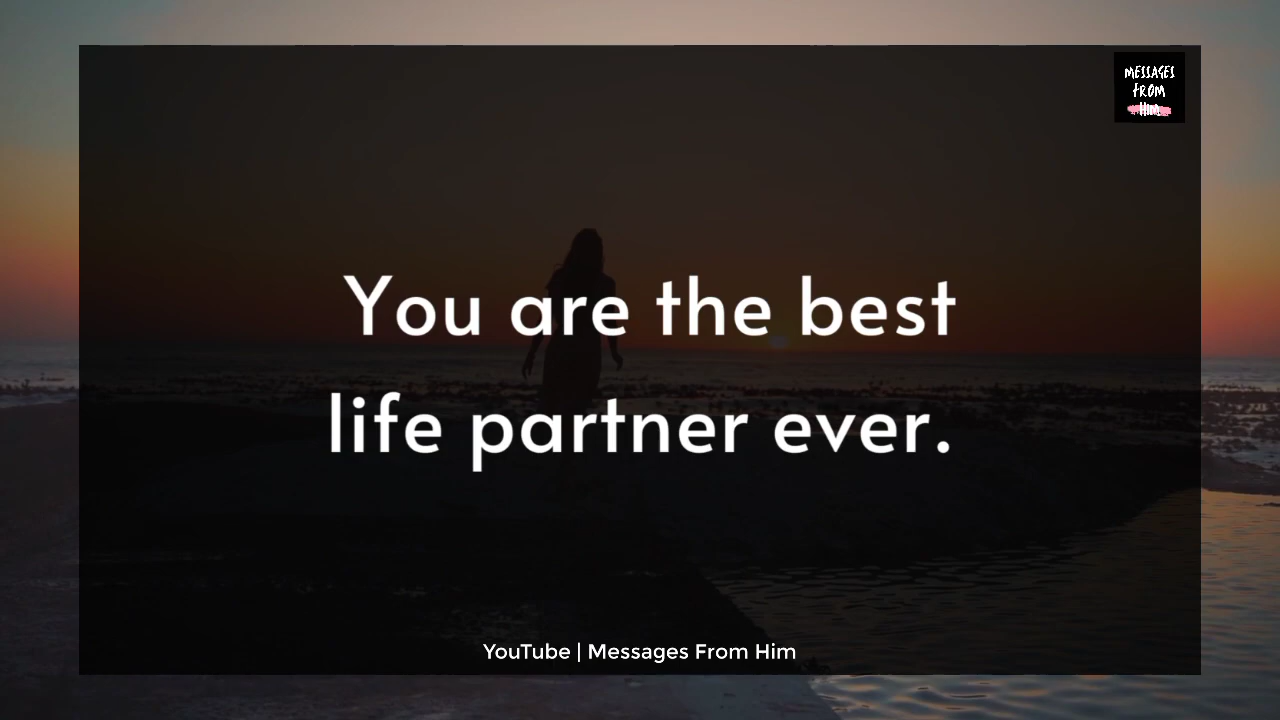 MESSAGES
FROM
HIM
You are the best
life partner ever.
YouTube | Messages From Him